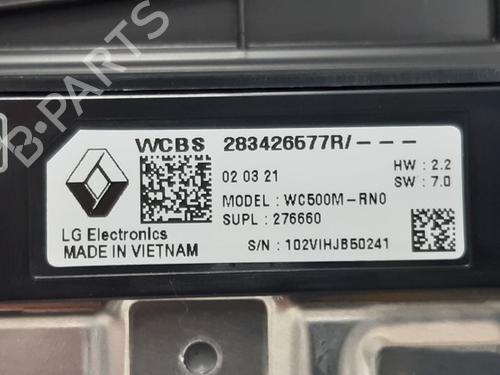 WCBS 283426577R/---
02 03 21
HW : 2.2
SW : 7.0
MODEL : WC500M-RN0
SUPL : 276660
LG Electronics
MADE IN VIETNAM
S/N : 102VIHJB50241
B-PARTS